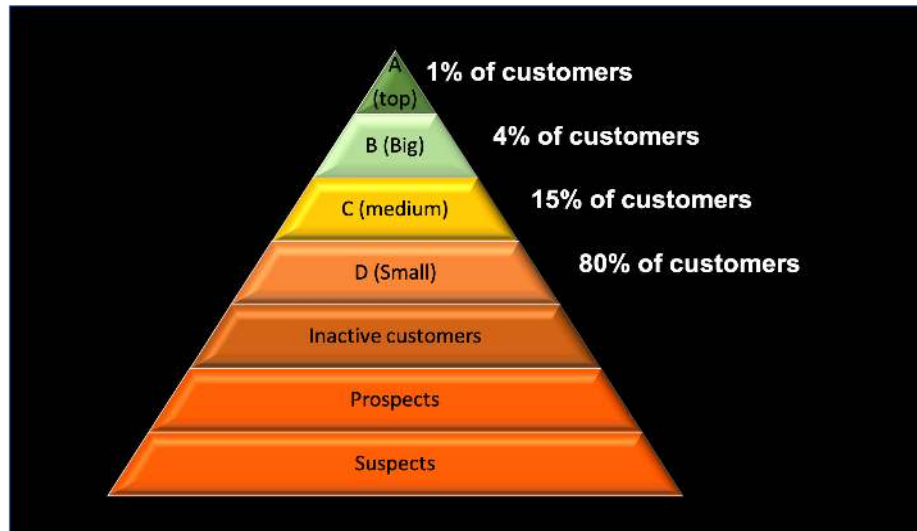 A
(top)
1% of customers
B (Big)
4% of customers
C (medium)
15% of customers
D (Small)
80% of customers
Inactive customers
Prospects
Suspects